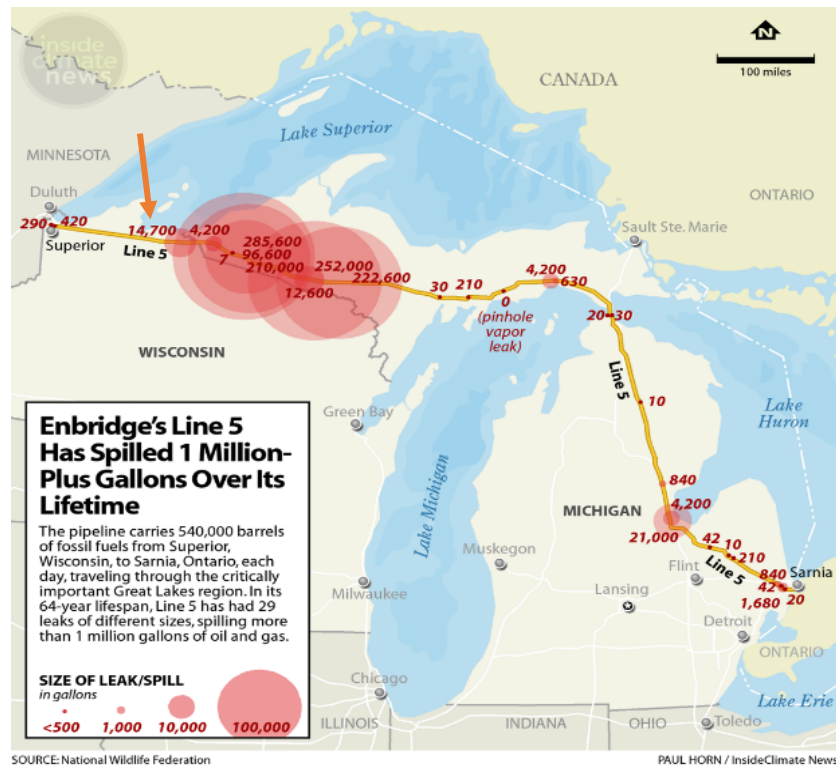 inside
climate
news
N
100 miles
CANADA
Lake Superior
MINNESOTA
ONTARIO
Duluth
Sault Ste. Marie
290
420
14,700
4,200
Superior
Line 5
285,600
7
96,600
210,000
252,000
222,600
12,600
30
210
0
(pinhole
vapor
leak)
4,200
630
20
30
WISCONSIN
Line 5
10
Green Bay
Lake
Huron
Lake Michigan
840
MICHIGAN
4,200
21,000
42
10
210
Line 5
840
42
1,680
20
Sarnia
Muskegon
Flint
Lansing
Milwaukee
Detroit
ONTARIO
Chicago
Lake Erie
ILLINOIS
INDIANA
OHIO
Toledo
Enbridge's Line 5
Has Spilled 1 Million-
Plus Gallons Over Its
Lifetime
The pipeline carries 540,000 barrels
of fossil fuels from Superior,
Wisconsin, to Sarnia, Ontario, each
day, traveling through the critically
important Great Lakes region. In its
64-year lifespan, Line 5 has had 29
leaks of different sizes, spilling more
than 1 million gallons of oil and gas.
SIZE OF LEAK/SPILL
in gallons
<500
1,000
10,000
100,000
SOURCE: National Wildlife Federation
PAUL HORN / InsideClimate News